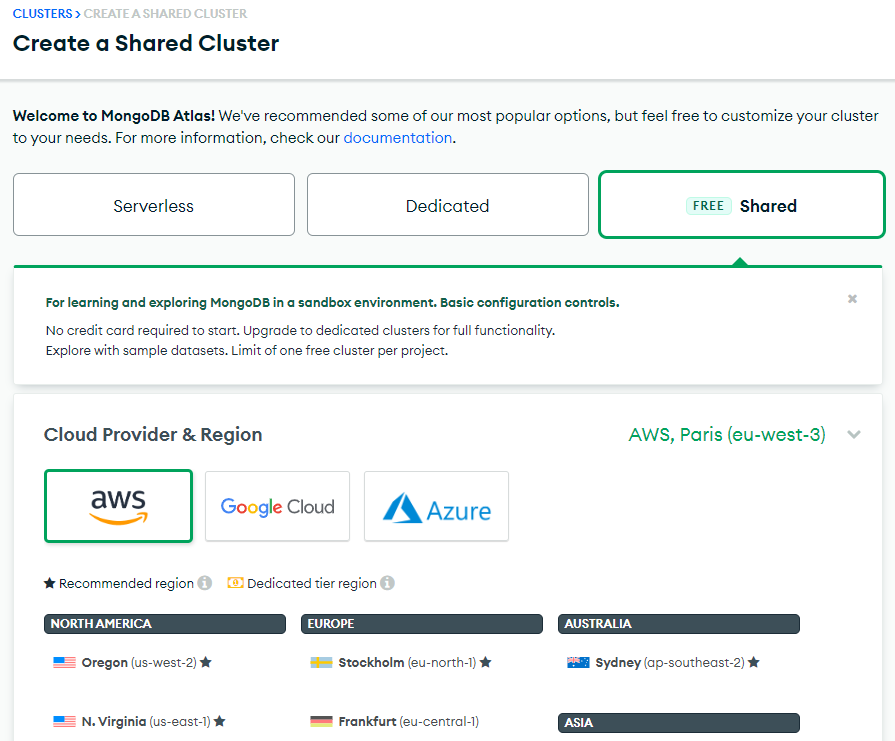 CLUSTERS > CREATE A SHARED CLUSTER
Create a Shared Cluster
Welcome to MongoDB Atlas! We've recommended some of our most popular options, but feel free to customize your cluster
to your needs. For more information, check our documentation.
Serverless
Dedicated
FREE Shared
For learning and exploring MongoDB in a sandbox environment. Basic configuration controls.
No credit card required to start. Upgrade to dedicated clusters for full functionality.
Explore with sample datasets. Limit of one free cluster per project.
Cloud Provider & Region
AWS, Paris (eu-west-3)
aws
Google Cloud
Azure
★ Recommended region
Dedicated tier region
NORTH AMERICA
EUROPE
AUSTRALIA
Oregon (us-west-2) ★
Stockholm (eu-north-1) ★
Sydney (ap-southeast-2) ★
N. Virginia (us-east-1) ★
Frankfurt (eu-central-1)
ASIA